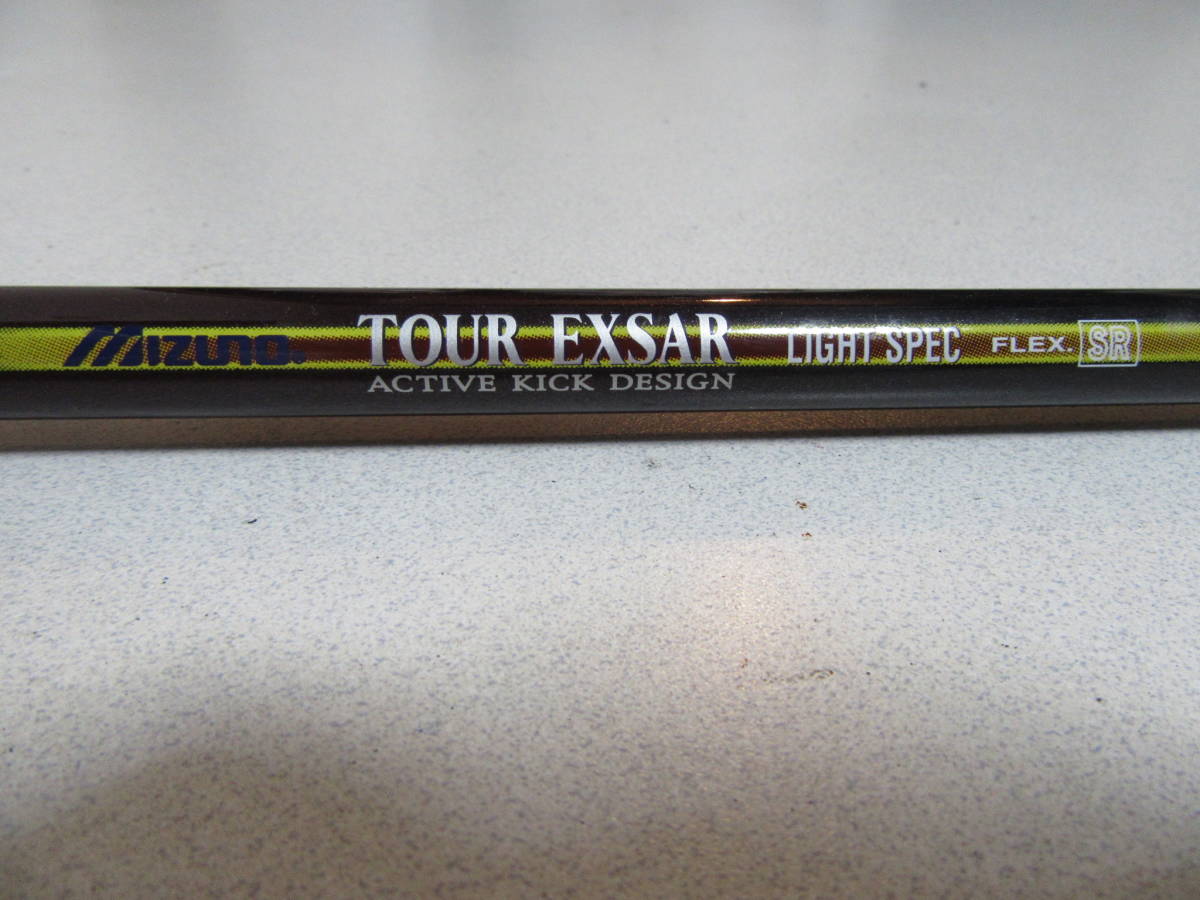 MIZUNO. TOUR EXSAR LIGHT SPEC FLEX. SR
ACTIVE KICK DESIGN